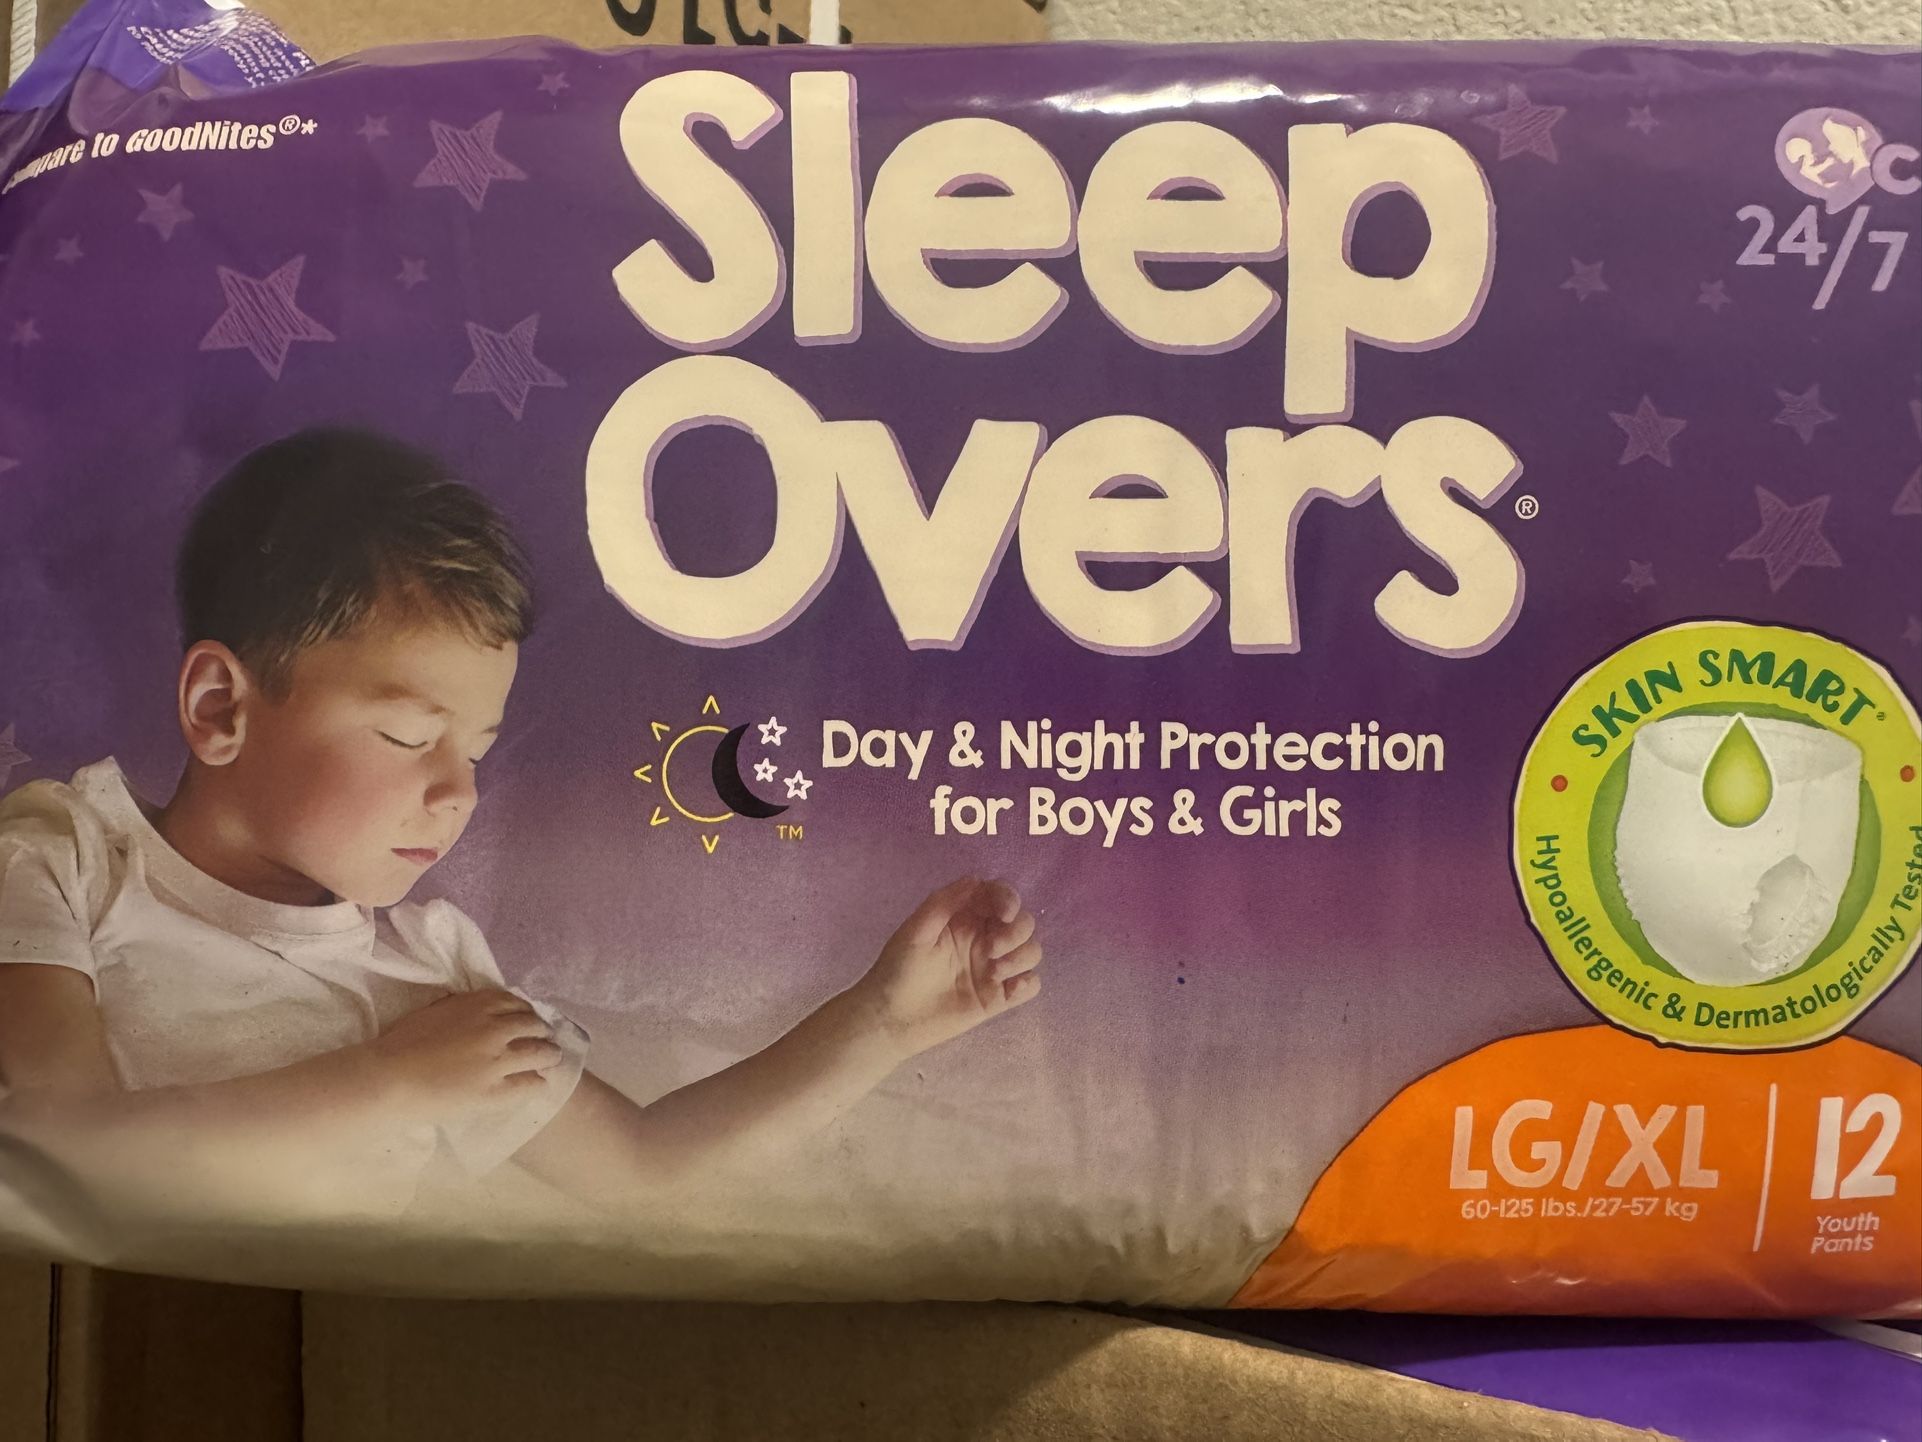 to GoodNites®*
Sleep
Overs®
24/7
Day & Night Protection
for Boys & Girls
TM
SKIN SMART
Hypoallergenic & Dermatologically Tested
LG/XL
60-125 lbs./27-57 kg
12
Youth
Pants